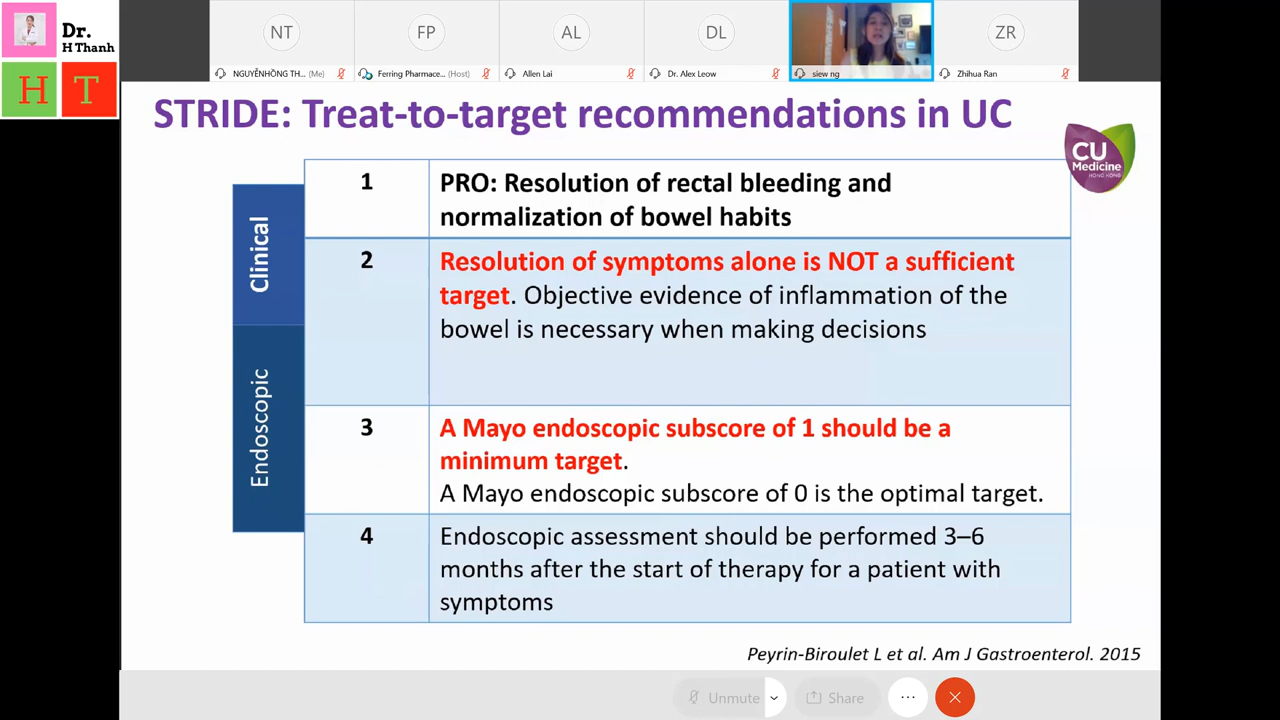 Dr.
H Thanh
H T
NT
FP
AL
DL
ZR
NGUYỄNHỒNG TH... (Me)
Ferring Pharmace... (Host)
Allen Lai
Dr. Alex Leow
siew ng
Zhihua Ran
STRIDE: Treat-to-target recommendations in UC
CU
Medicine
HONG KONG
Clinical
Endoscopic
1
PRO: Resolution of rectal bleeding and
normalization of bowel habits
2
Resolution of symptoms alone is NOT a sufficient
target. Objective evidence of inflammation of the
bowel is necessary when making decisions
3
A Mayo endoscopic subscore of 1 should be a
minimum target.
A Mayo endoscopic subscore of 0 is the optimal target.
4
Endoscopic assessment should be performed 3–6
months after the start of therapy for a patient with
symptoms
Peyrin-Biroulet L et al. Am J Gastroenterol. 2015
Unmute
Share